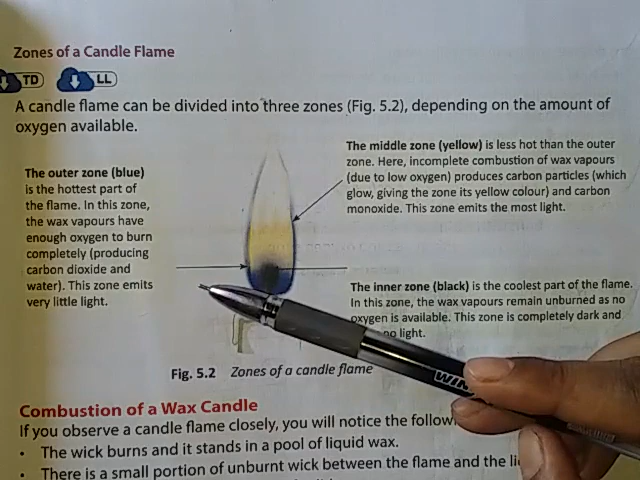 Zones of a Candle Flame
TD LL
A candle flame can be divided into three zones (Fig. 5.2), depending on the amount of
oxygen available.
The outer zone (blue)
is the hottest part of
the flame. In this zone,
the wax vapours have
enough oxygen to burn
completely (producing
carbon dioxide and
water). This zone emits
very little light.
The middle zone (yellow) is less hot than the outer
zone. Here, incomplete combustion of wax vapours
(due to low oxygen) produces carbon particles (which
glow, giving the zone its yellow colour) and carbon
monoxide. This zone emits the most light.
The inner zone (black) is the coolest part of the flame.
In this zone, the wax vapours remain unburned as no
oxygen is available. This zone is completely dark and
no light.
Fig. 5.2 Zones of a candle flame
WIN
Combustion of a Wax Candle
If you observe a candle flame closely, you will notice the
• The wick burns and it stands in a pool of liquid wax.
• There is a small portion of unburnt wick between the flame and the